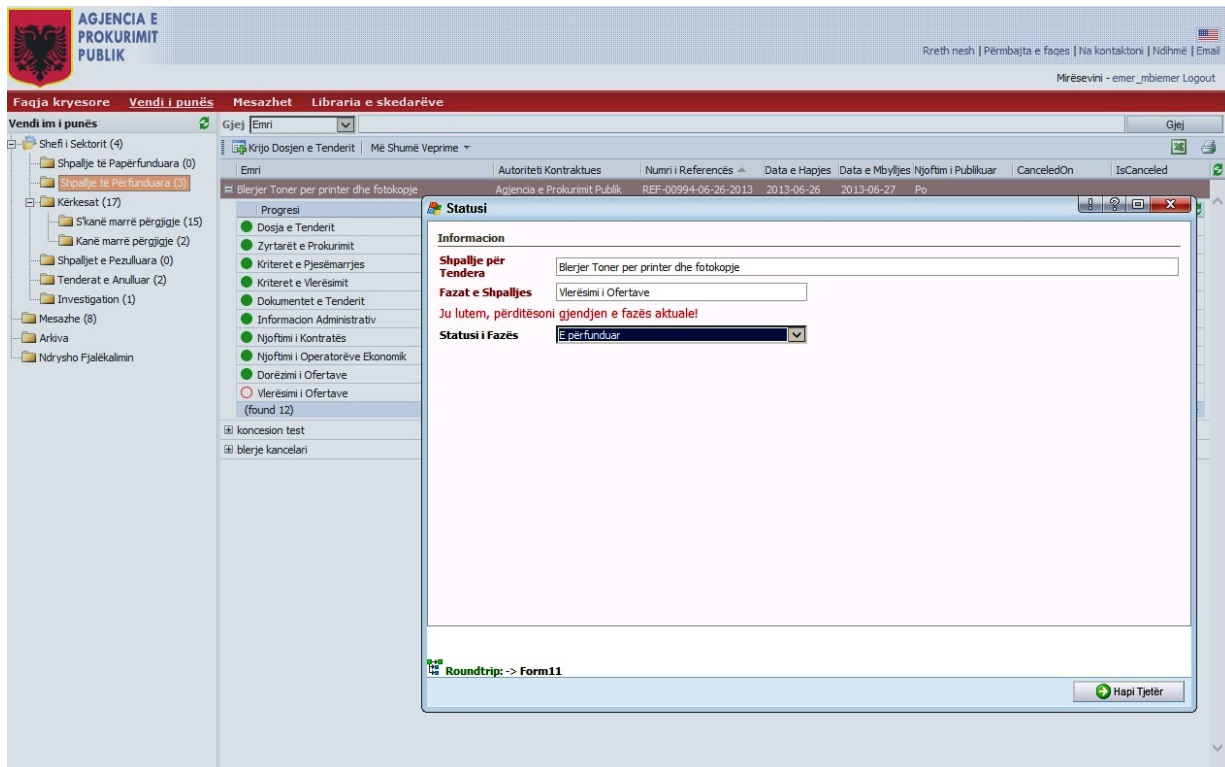 AGJENCIA E
PROKURIMIT
PUBLIK
Rreth nesh | Përmbajta e faqes | Na kontaktoni | Ndihmë | Email
Mirësevini - emer_mbiemer Logout
Faqja kryesore Vendi i punës Mesazhet Libraria e skedarëve
Vendi im i punës
Shefi i Sektorit (4)
Shpallje të Papërfunduara (0)
Shpallje të Përfunduara (3)
Kërkesat (17)
S'kanë marrë përgjigje (15)
Kanë marrë përgjigje (2)
Shpalljet e Pezulluara (0)
Tenderat e Anulluar (2)
Investigation (1)
Mesazhe (8)
Arkiva
Ndrysho Fjalëkalimin
Gjej Emri Gjej
Krijo Dosjen e Tenderit | Më Shumë Veprime
Emri Autoriteti Kontraktues Numri i Referencës Data e Hapjes Data e Mbylljes Njoftim i Publikuar CanceledOn IsCanceled
Blerjer Toner per printer dhe fotokopje Agjencia e Prokurimit Publik REF-00994-06-26-2013 2013-06-26 2013-06-27 Po
Progresi
Dosja e Tenderit
Zyrtarët e Prokurimit
Kriteret e Pjesëmarrjes
Kriteret e Vlerësimit
Dokumentet e Tenderit
Informacion Administrativ
Njoftimi i Kontratës
Njoftimi i Operatorëve Ekonomik
Dorëzimi i Ofertave
Vlerësimi i Ofertave
(found 12)
koncesion test
blerje kancelari
Statusi
Informacion
Shpallje për
Tendera
Blerjer Toner per printer dhe fotokopje
Fazat e Shpalljes Vlerësimi i Ofertave
Ju lutem, përditësoni gjendjen e fazës aktuale!
Statusi i Fazës E përfunduar
Roundtrip: -> Form11
Hapi Tjetër